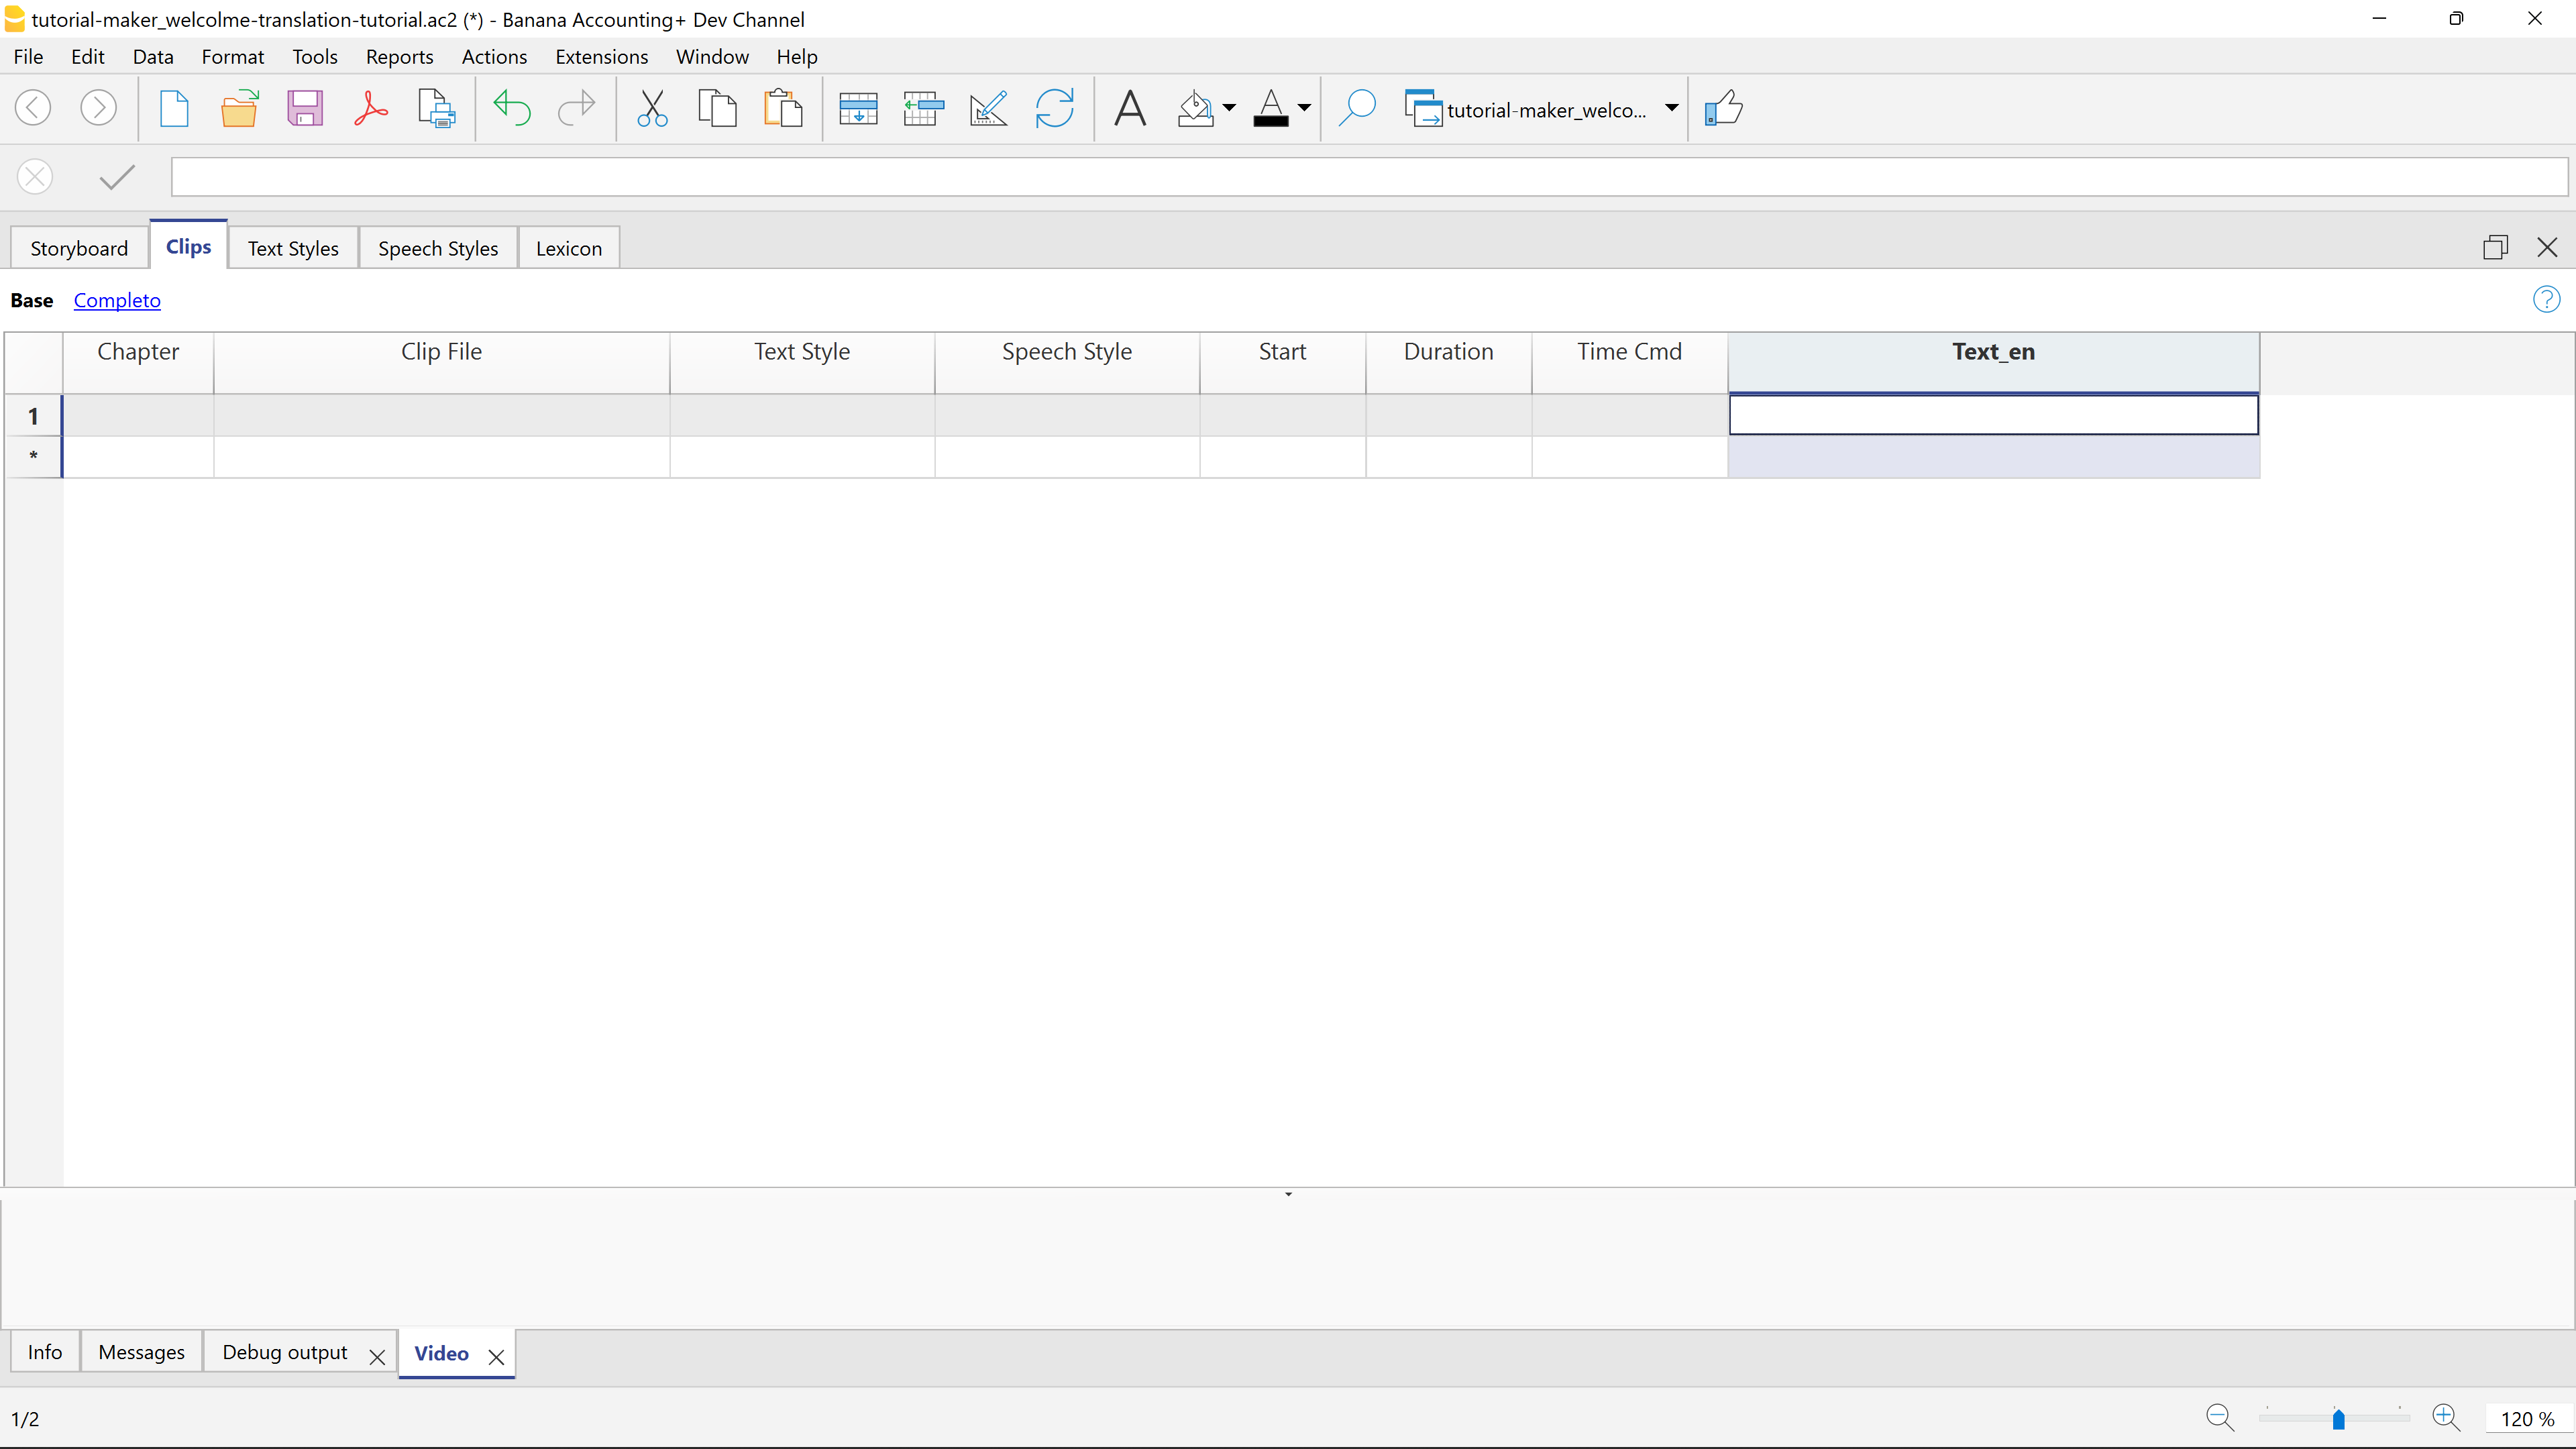 tutorial-maker_welcolme-translation-tutorial.ac2 (*) - Banana Accounting+ Dev Channel
File Edit Data Format Tools Reports Actions Extensions Window Help
tutorial-maker_welco...
Storyboard Clips Text Styles Speech Styles Lexicon
Base Completo
Chapter Clip File Text Style Speech Style Start Duration Time Cmd Text_en
1
*
Info Messages Debug output Video
1/2 120 %